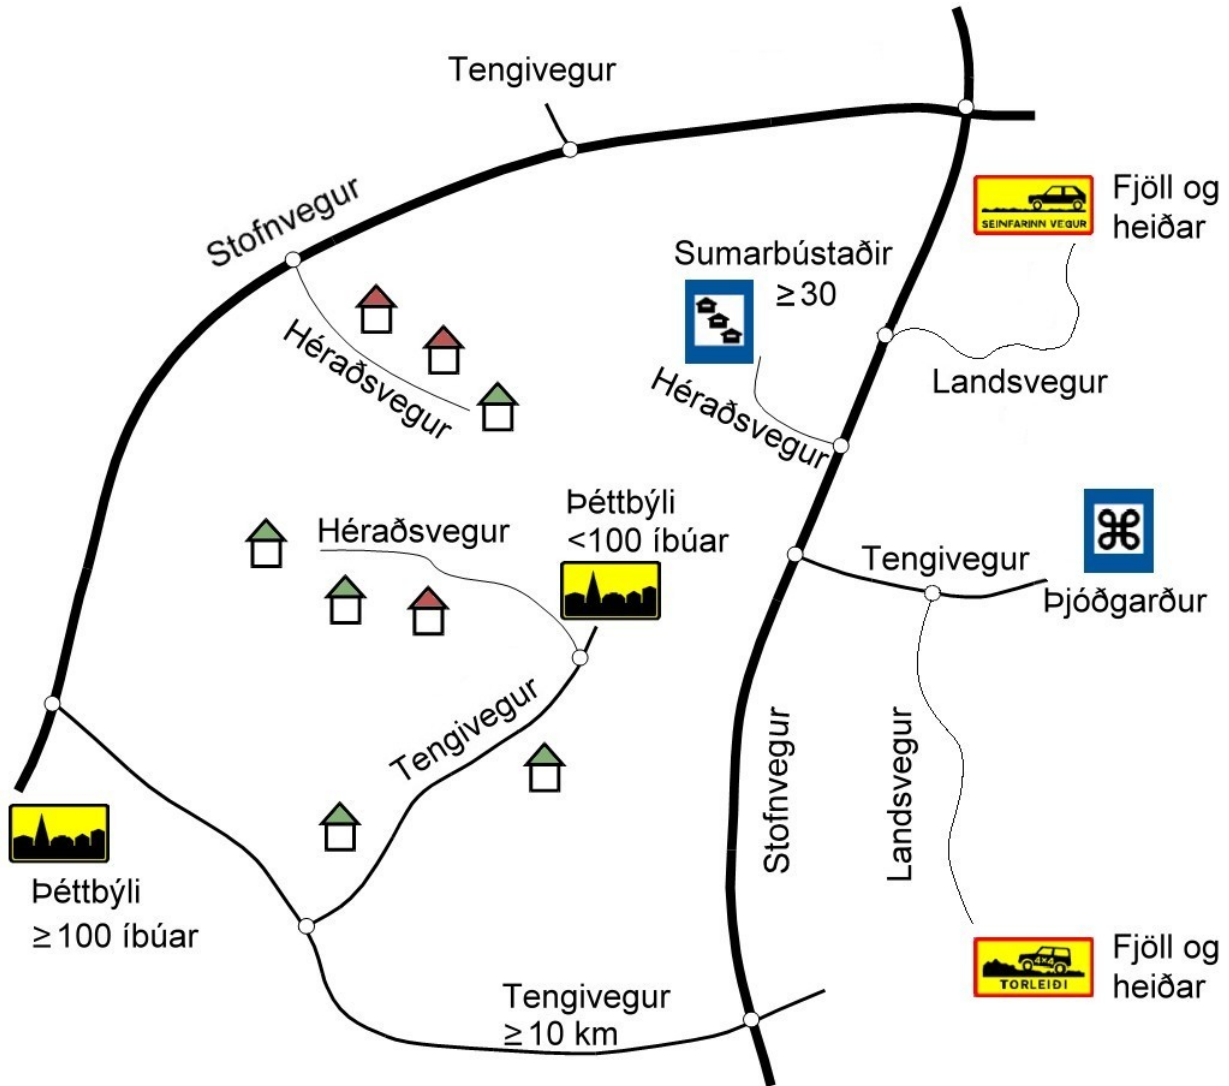 Tengivegur
Stofnvegur
SEINFARINN VEGUR
Fjöll og
heiðar
Sumarbústaðir
≥ 30
Héraðsvegur
Héraðsvegur
Landsvegur
Þéttbýli
<100 íbúar
Héraðsvegur
Tengivegur
Þjóðgarður
Tengivegur
Stofnvegur
Landsvegur
Þéttbýli
≥ 100 íbúar
Tengivegur
≥ 10 km
4x4
TORLEIÐI
Fjöll og
heiðar